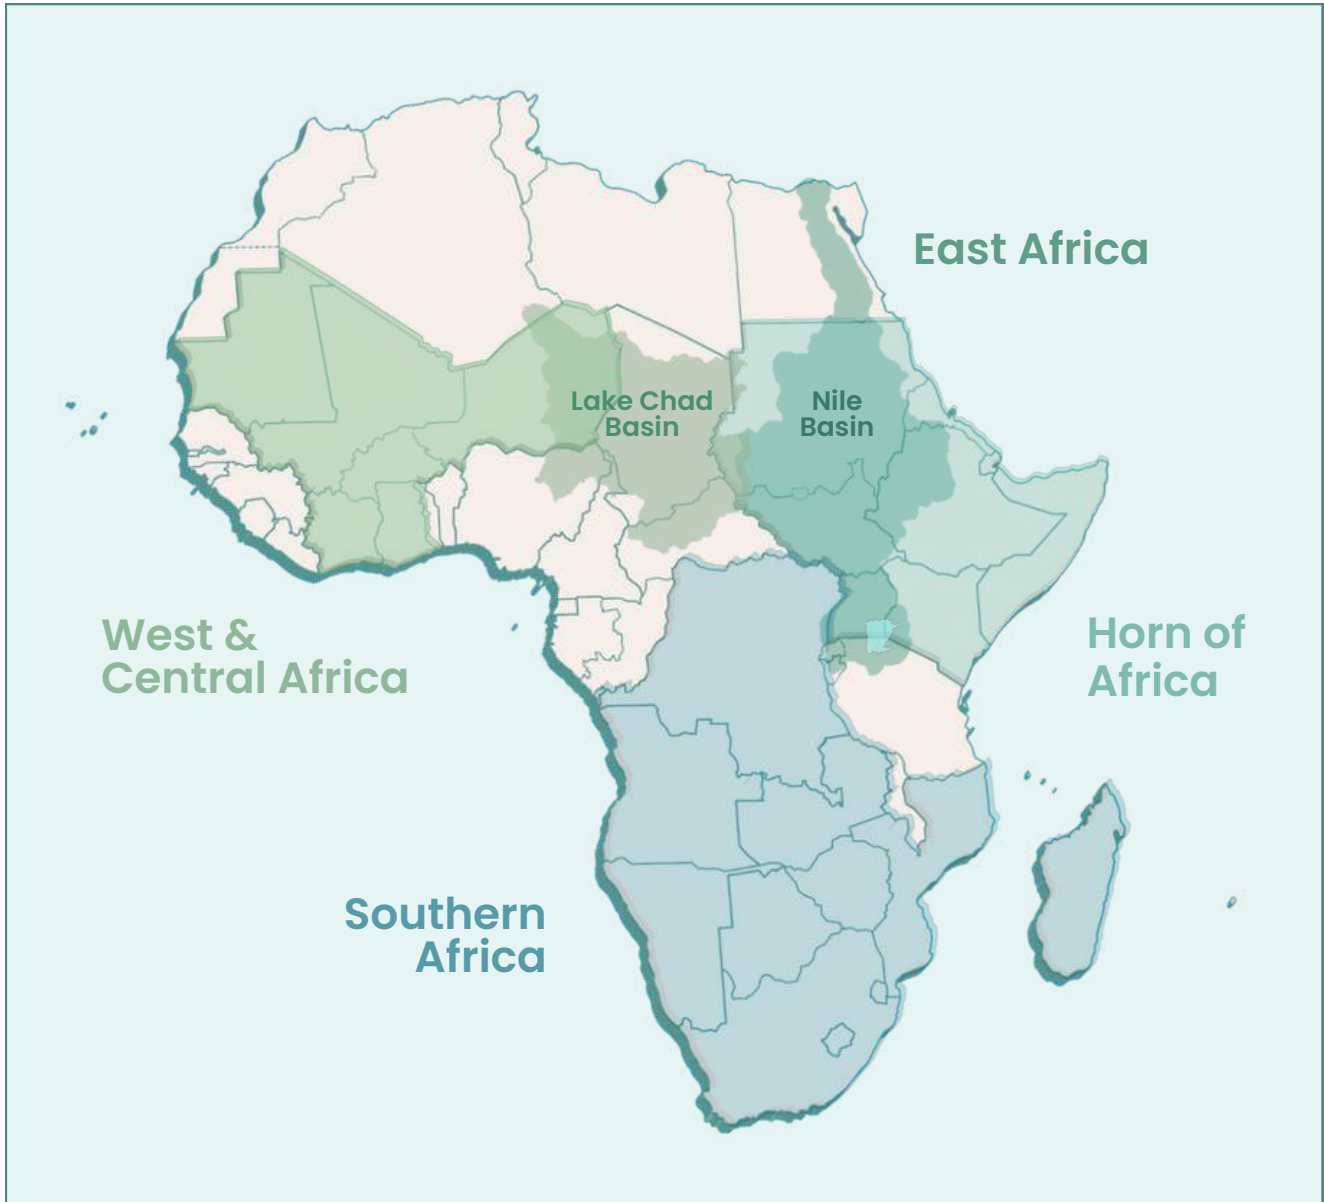 East Africa
Lake Chad
Basin
Nile
Basin
West &
Central Africa
Horn of
Africa
Southern
Africa